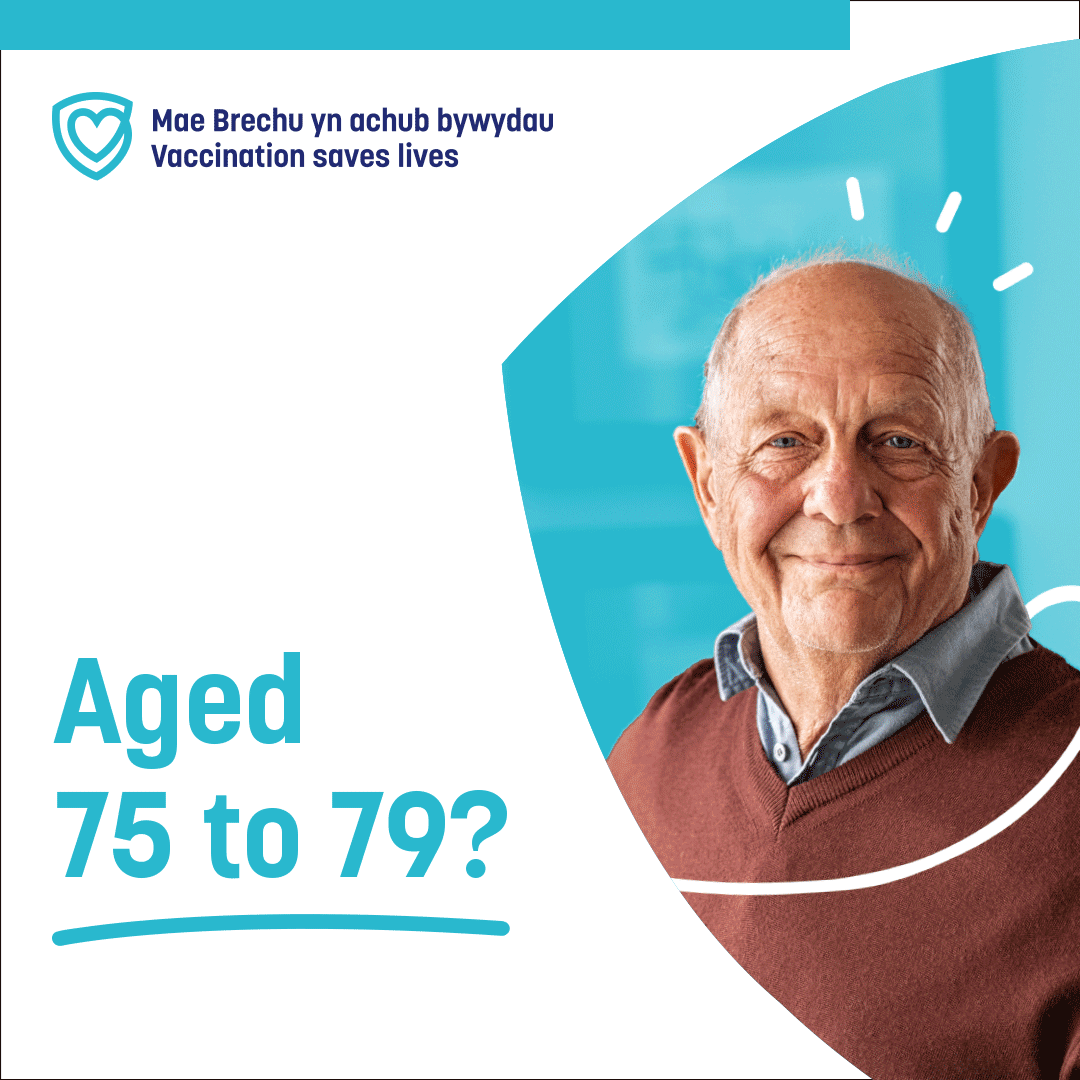 Mae Brechu yn achub bywydau
Vaccination saves lives
Aged
75 to 79?